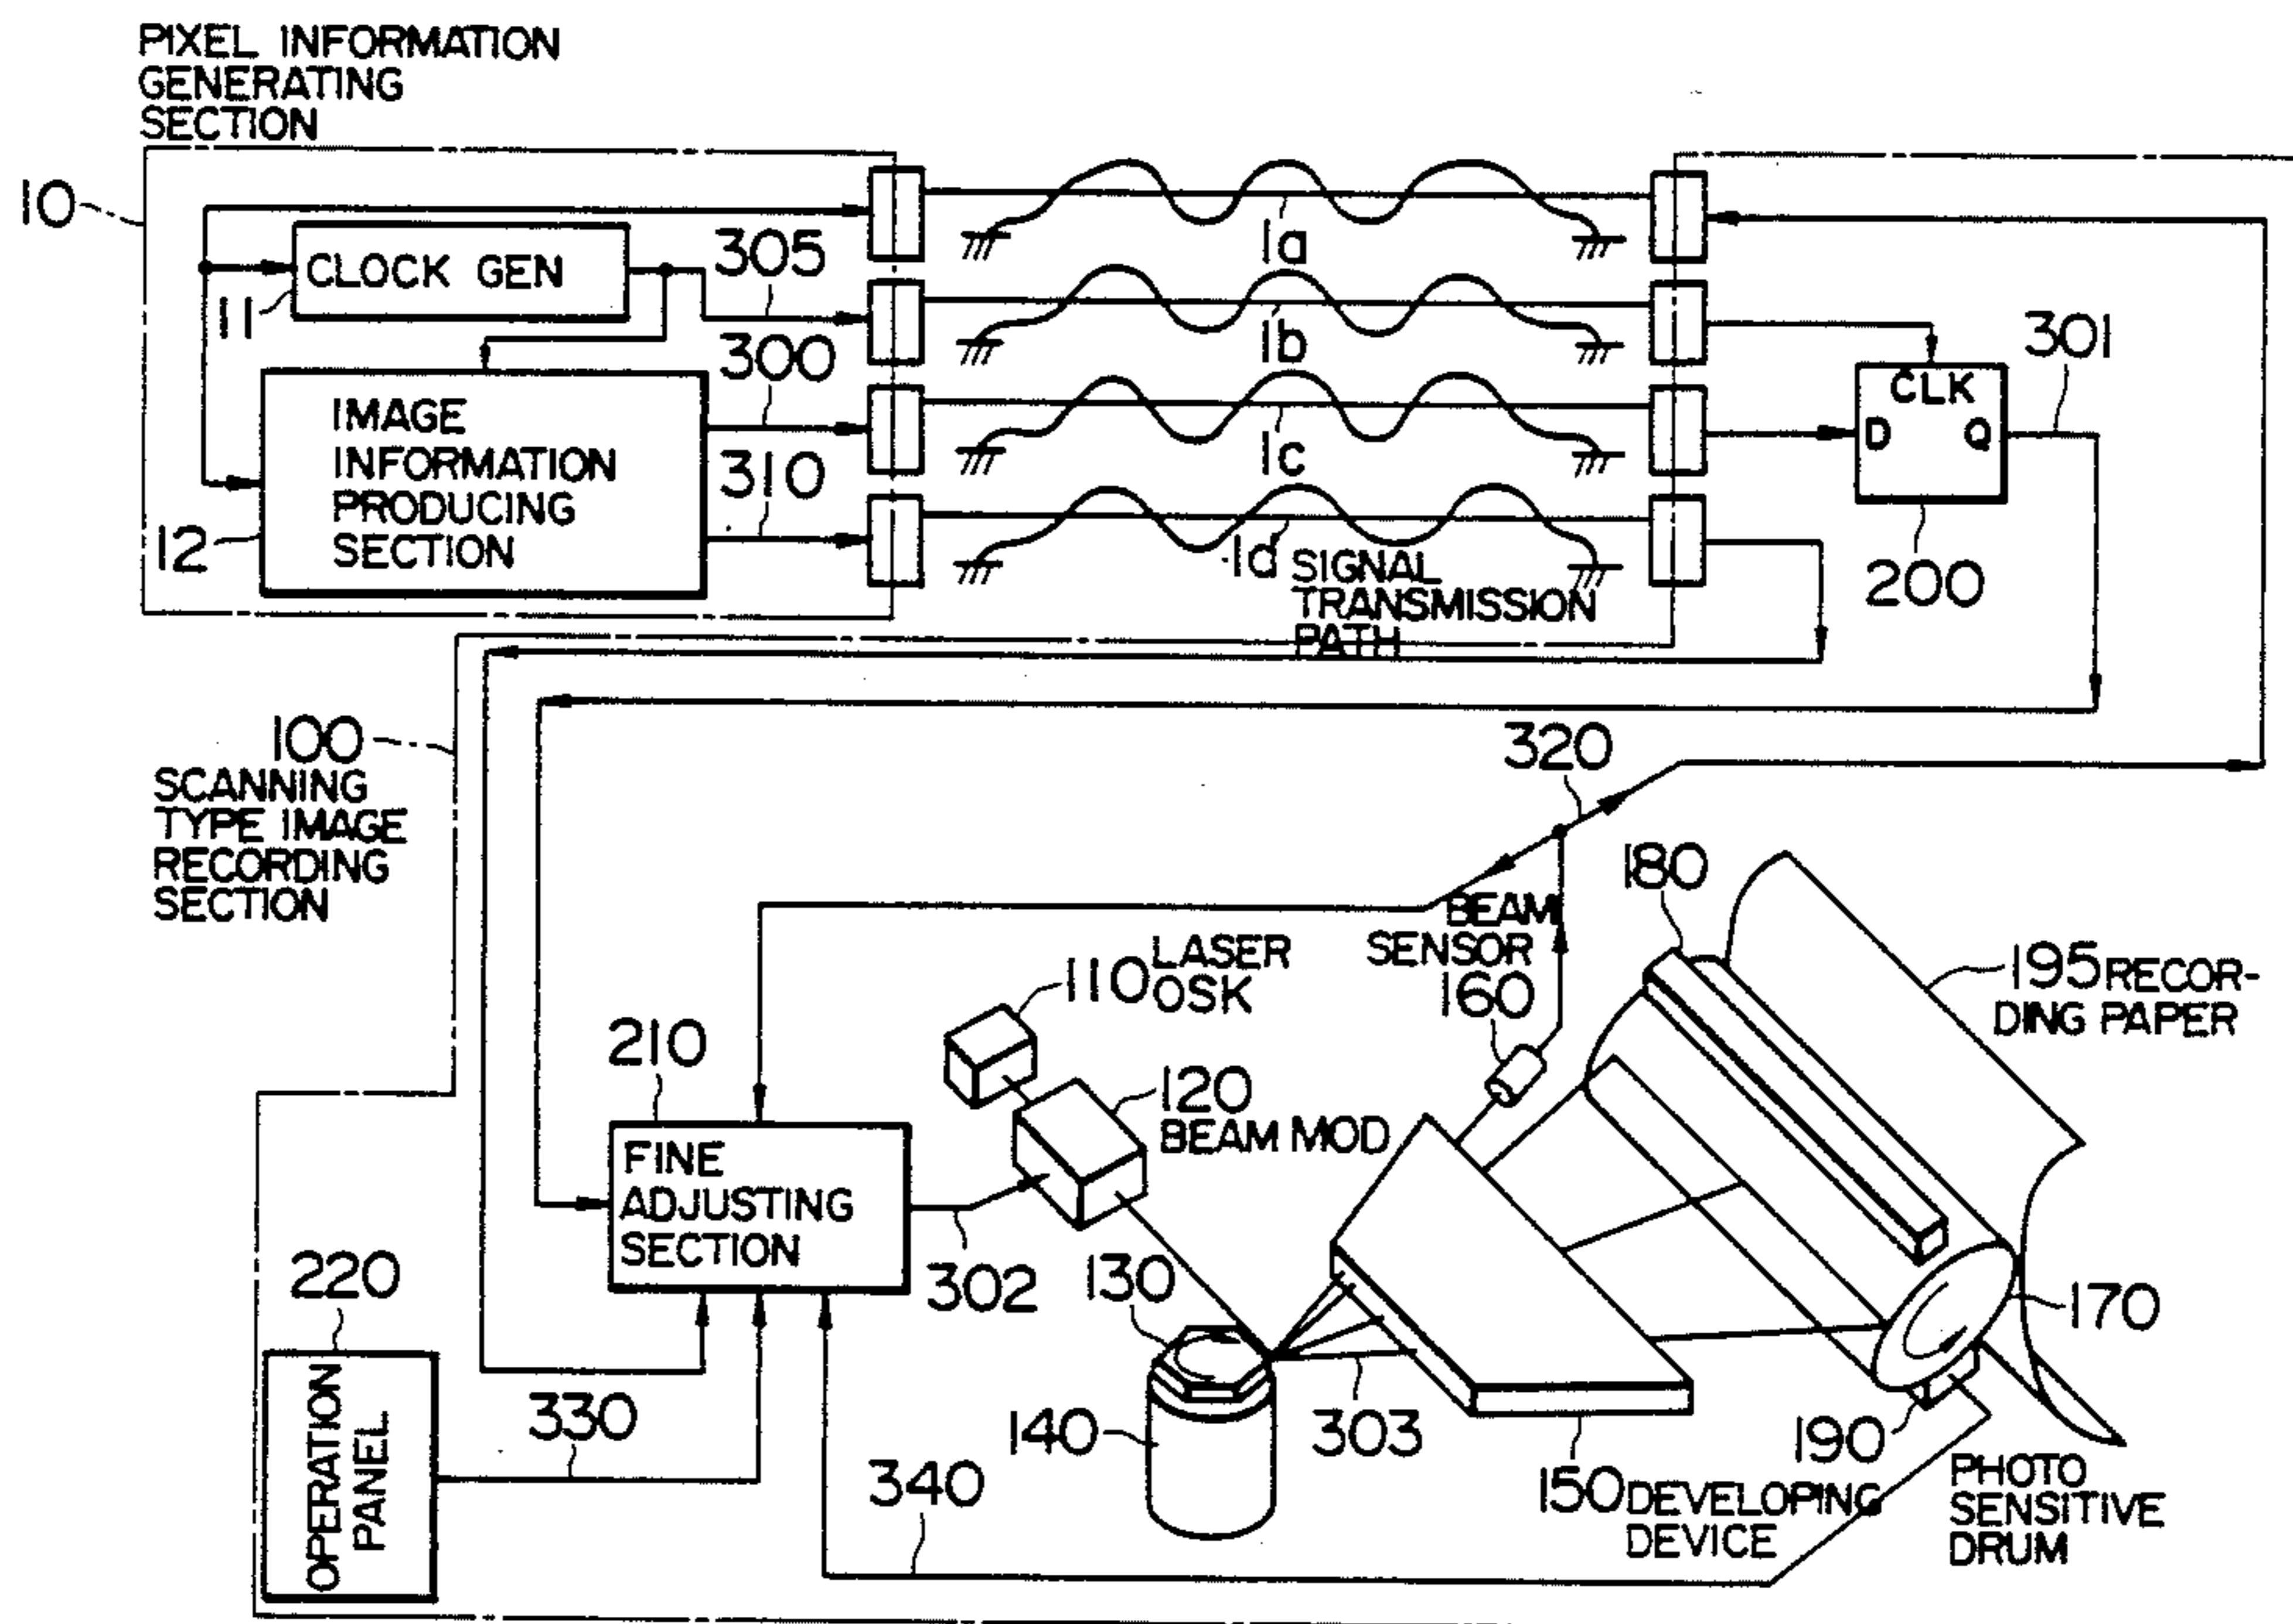 PIXEL INFORMATION
GENERATING
SECTION
10
CLOCK GEN
11
305
1a
1b
300
IMAGE
INFORMATION
PRODUCING
SECTION
12
310
1c
1d
SIGNAL
TRANSMISSION
PATH
CLK
D Q
301
200
100
SCANNING
TYPE IMAGE
RECORDING
SECTION
320
BEAM
SENSOR
160
180
195 RECOR-
DING PAPER
110 LASER
OSK
210
120
BEAM MOD
FINE
ADJUSTING
SECTION
302
130
170
220
OPERATION
PANEL
330
140
303
340
150 DEVELOPING
DEVICE
190
PHOTO
SENSITIVE
DRUM